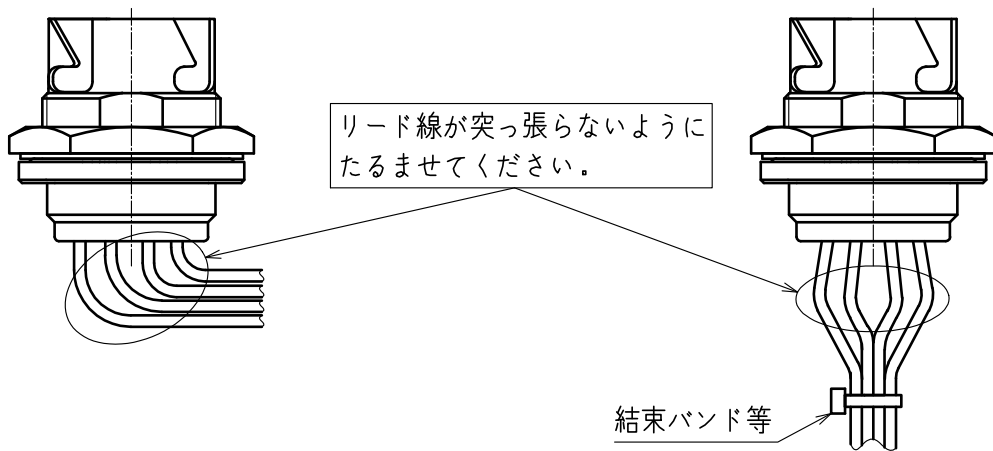 リード線が突っ張らないように
たるませてください。
結束バンド等